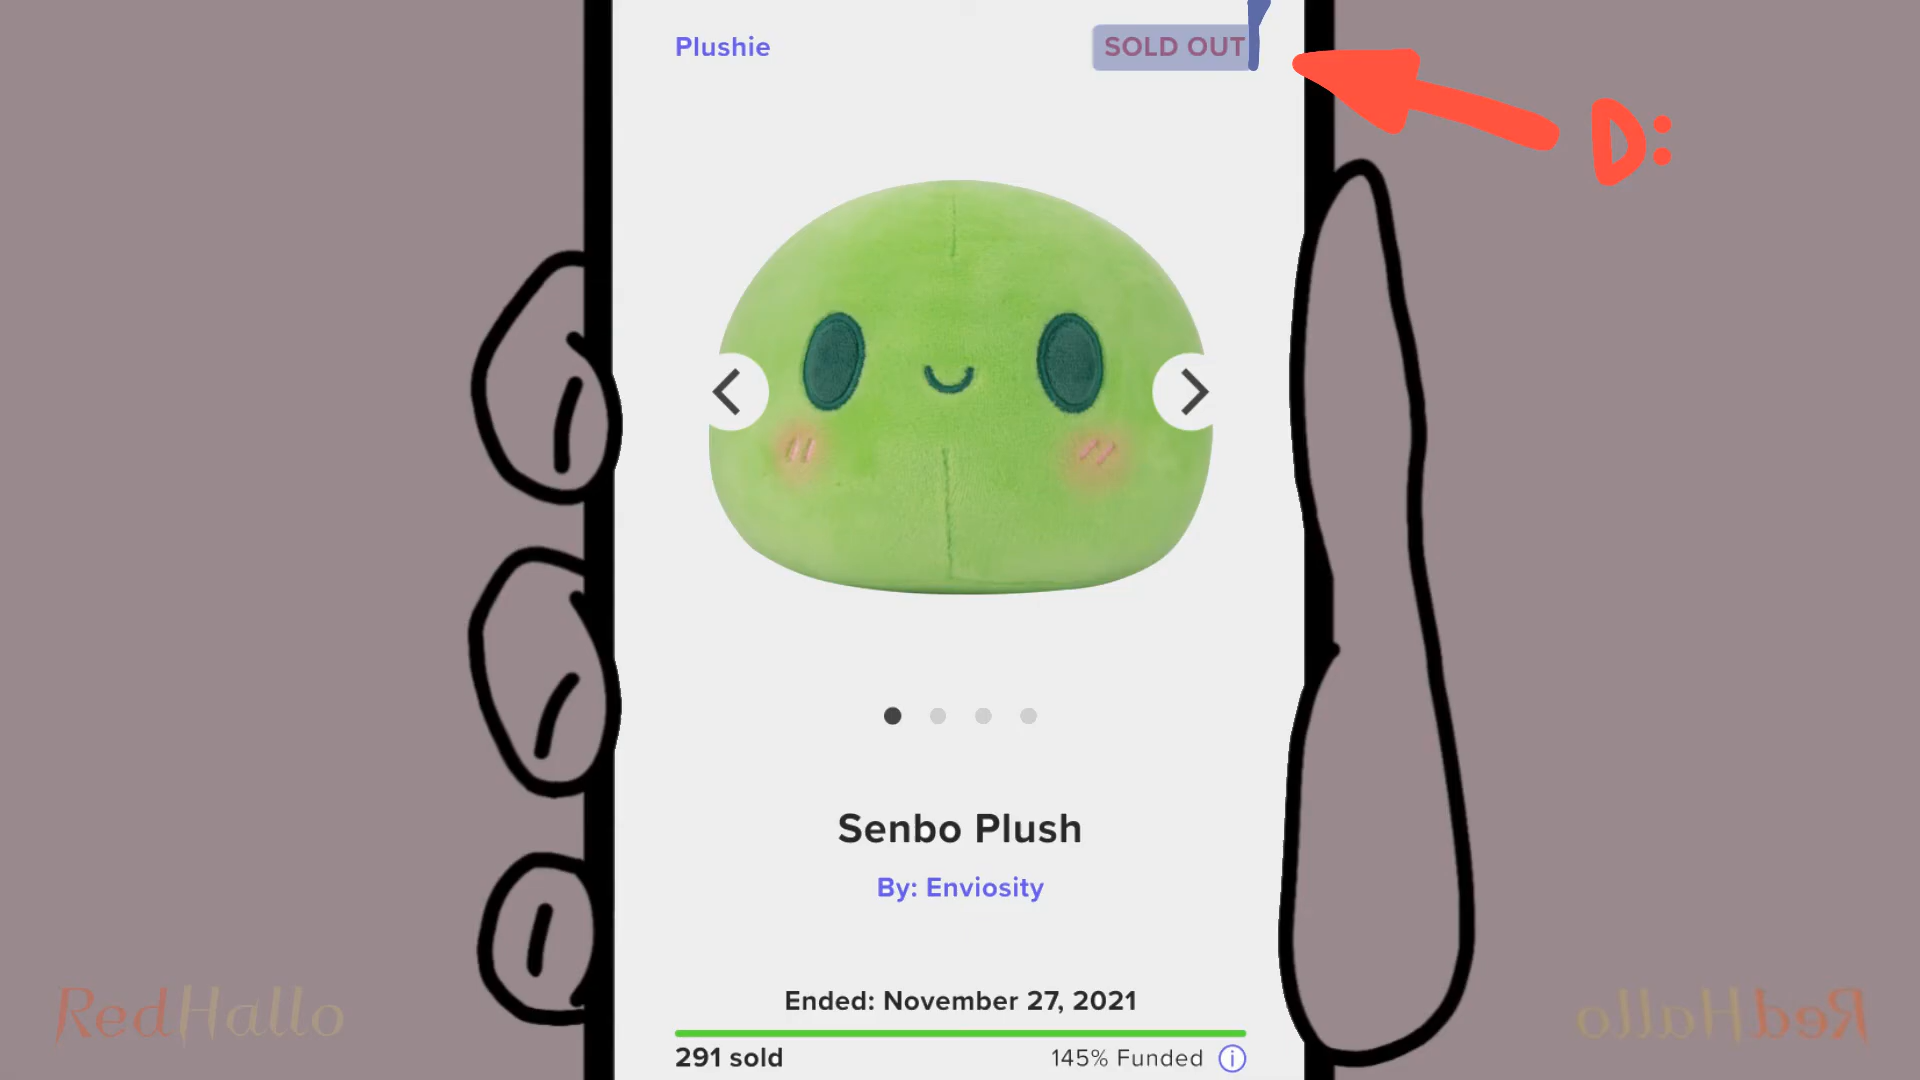 Plushie
SOLD OUT
D:
Senbo Plush
By: Enviosity
Ended: November 27, 2021
291 sold
145% Funded
RedHallo
RedHallo